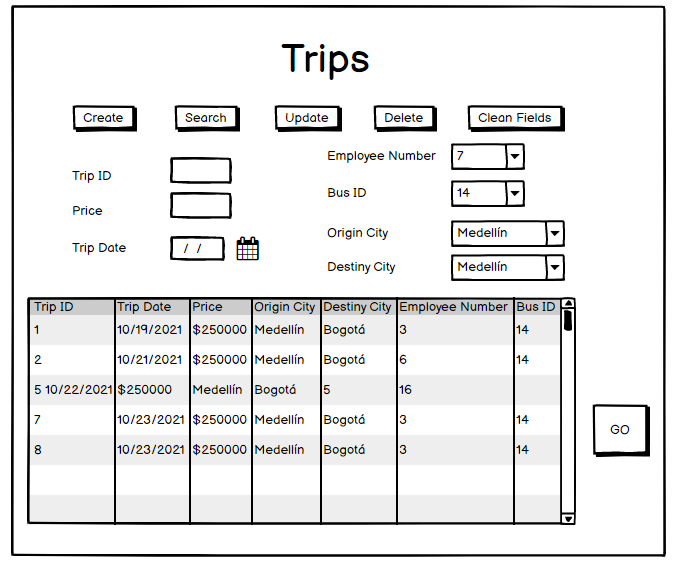 Trips
Create Search Update Delete Clean Fields
Trip ID
Price
Trip Date / /
Employee Number 7
Bus ID 14
Origin City Medellín
Destiny City Medellín
Trip ID Trip Date Price Origin City Destiny City Employee Number Bus ID
1 10/19/2021 $250000 Medellín Bogotá 3 14
2 10/21/2021 $250000 Medellín Bogotá 6 14
5 10/22/2021 $250000 Medellín Bogotá 5 16
7 10/23/2021 $250000 Medellín Bogotá 3 14
8 10/23/2021 $250000 Medellín Bogotá 3 14
GO